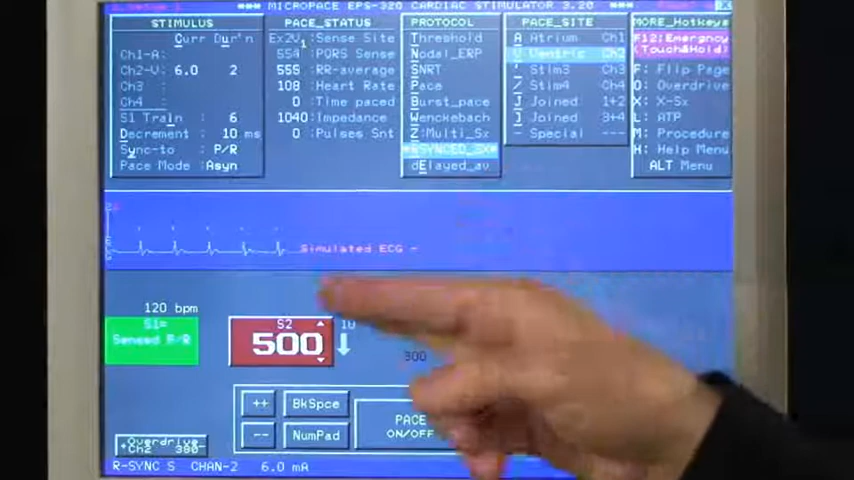 *** MICROPACE EPS-320 CARDIAC STIMULATOR 3.20 ***
STIMULUS
Curr Dur'n
Ch1-A:
Ch2-V: 6.0 2
Ch3
Ch4
S1 Train : 6
Decrement : 10 ms
Sync-to : P/R
Pace Mode :Asyn
PACE_STATUS
Ex2V :Sense Site
554 :PQRS Sense
555 :RR-average
108 :Heart Rate
0 :Time paced
1040 :Impedance
0 :Pulses Snt
PROTOCOL
Threshold
Nodal_ERP
SNRT
Pace
Burst_pace
Wenckebach
Z:Multi_Sx
*RSYNCED_SX*
dElayed_av
PACE_SITE
A Atrium Ch1
V Ventric Ch2
' Stim3 Ch3
/ Stim4 Ch4
[ Joined 1+2
] Joined 3+4
- Special ---
MORE_Hotkeys
F12:Emergency
(Touch&Hold)
F: Flip Page
O: Overdrive
X: X-Sx
L: ATP
M: Procedure
H: Help Menu
ALT Menu
Simulated ECG -
120 bpm
S1=
Sensed P/R
S2
500
10
300
++
BkSpce
--
NumPad
PACE
ON/OFF
Overdrive
Ch2 380
R-SYNC S CHAN-2 6.0 mA